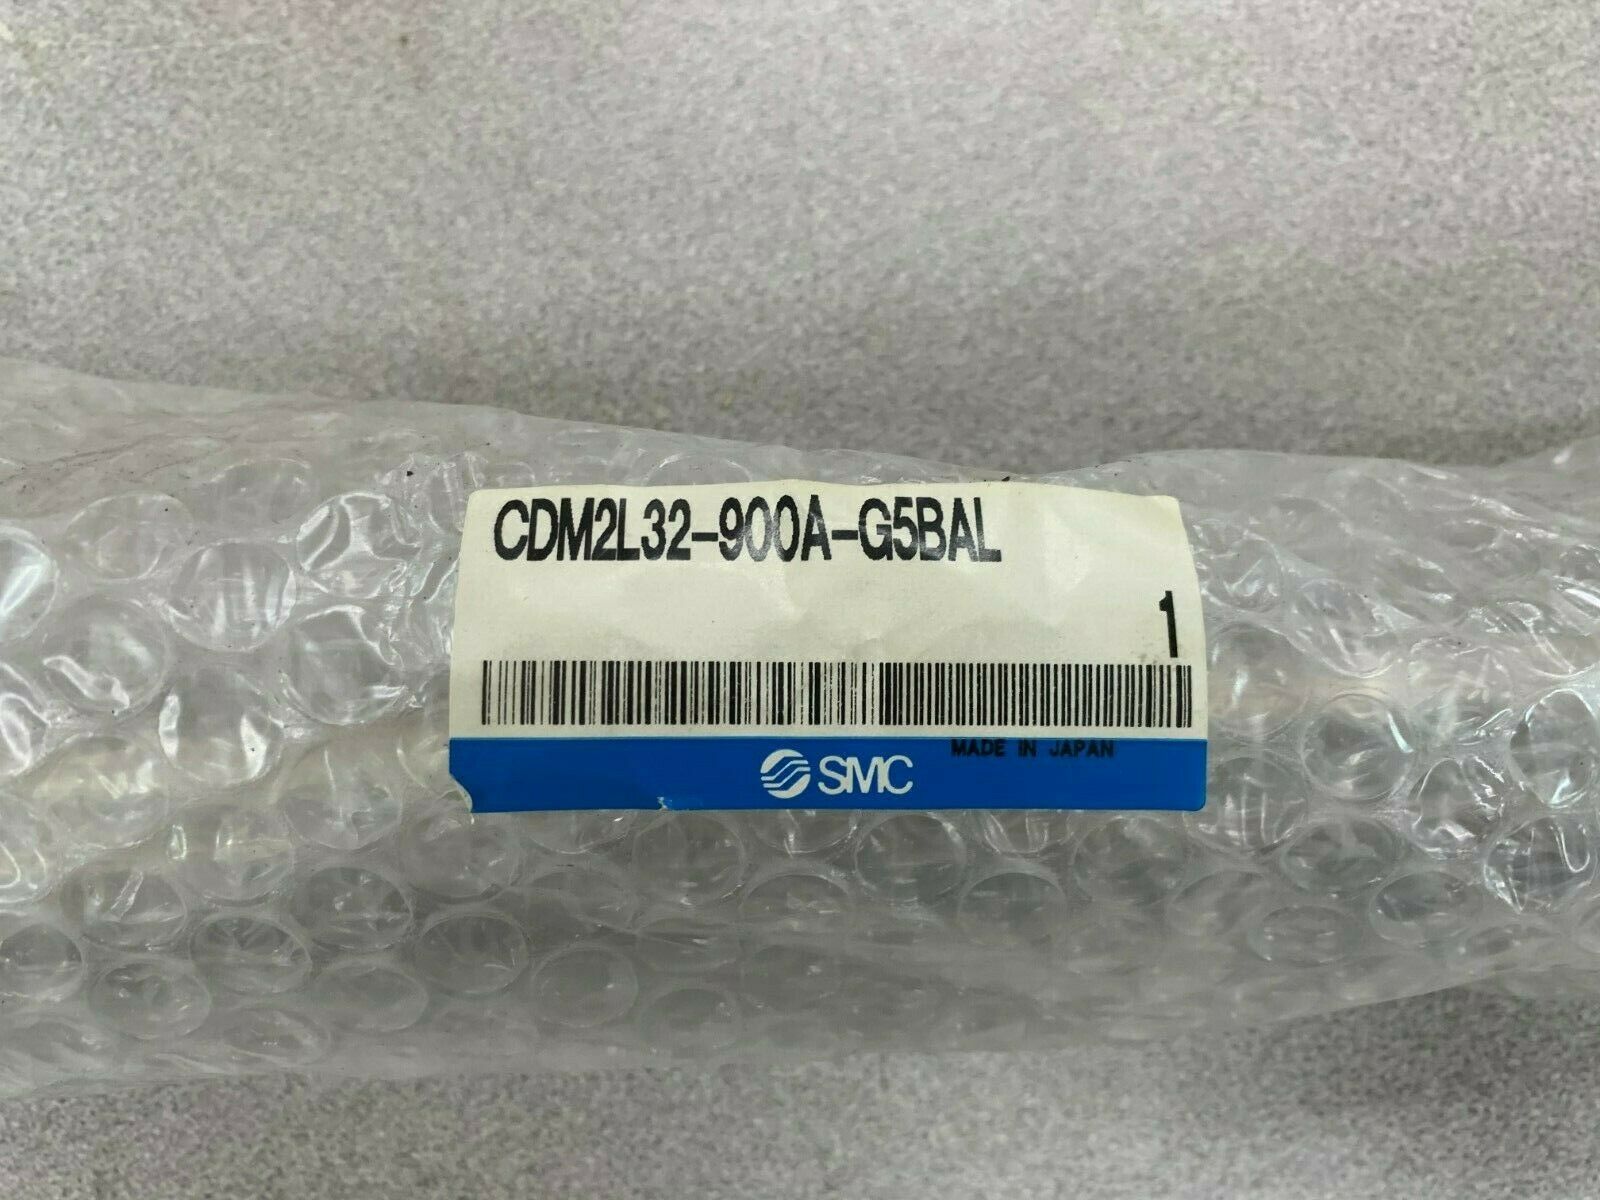 CDM2L32-900A-G5BAL
1
MADE IN JAPAN
SMC